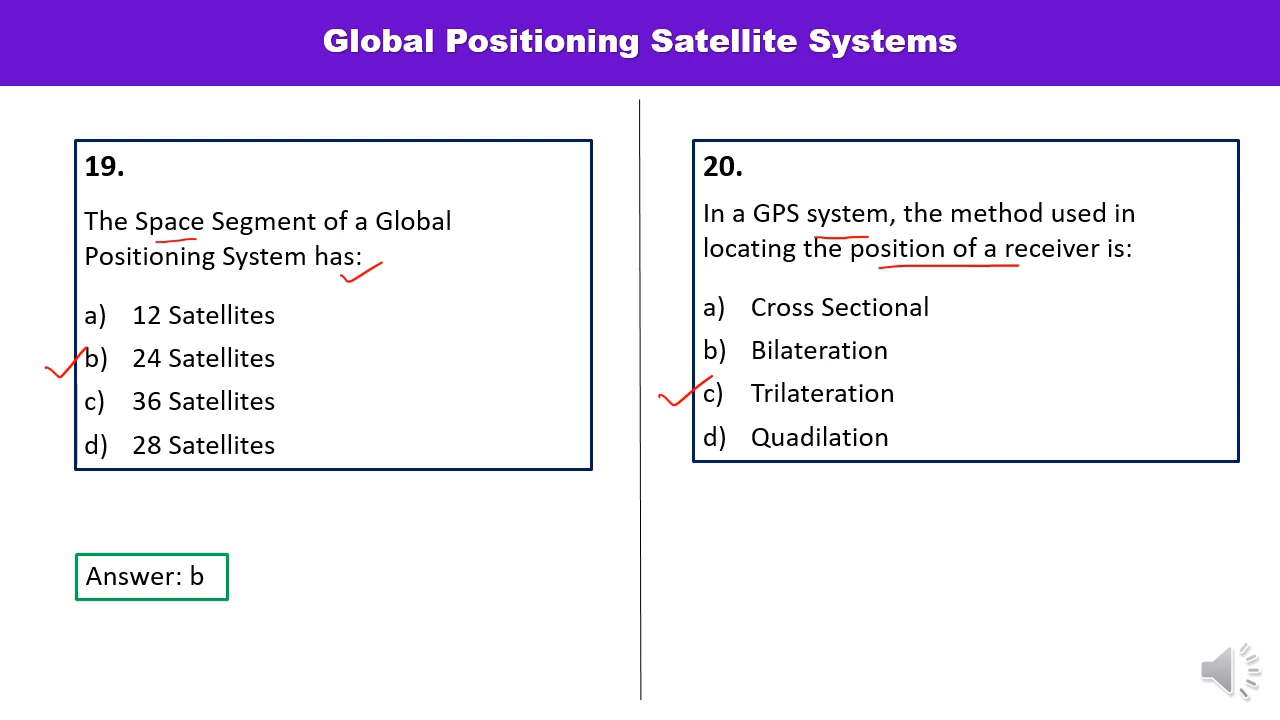 Global Positioning Satellite Systems
19.
The Space Segment of a Global
Positioning System has:
a) 12 Satellites
b) 24 Satellites
c) 36 Satellites
d) 28 Satellites
Answer: b
20.
In a GPS system, the method used in
locating the position of a receiver is:
a) Cross Sectional
b) Bilateration
c) Trilateration
d) Quadilation